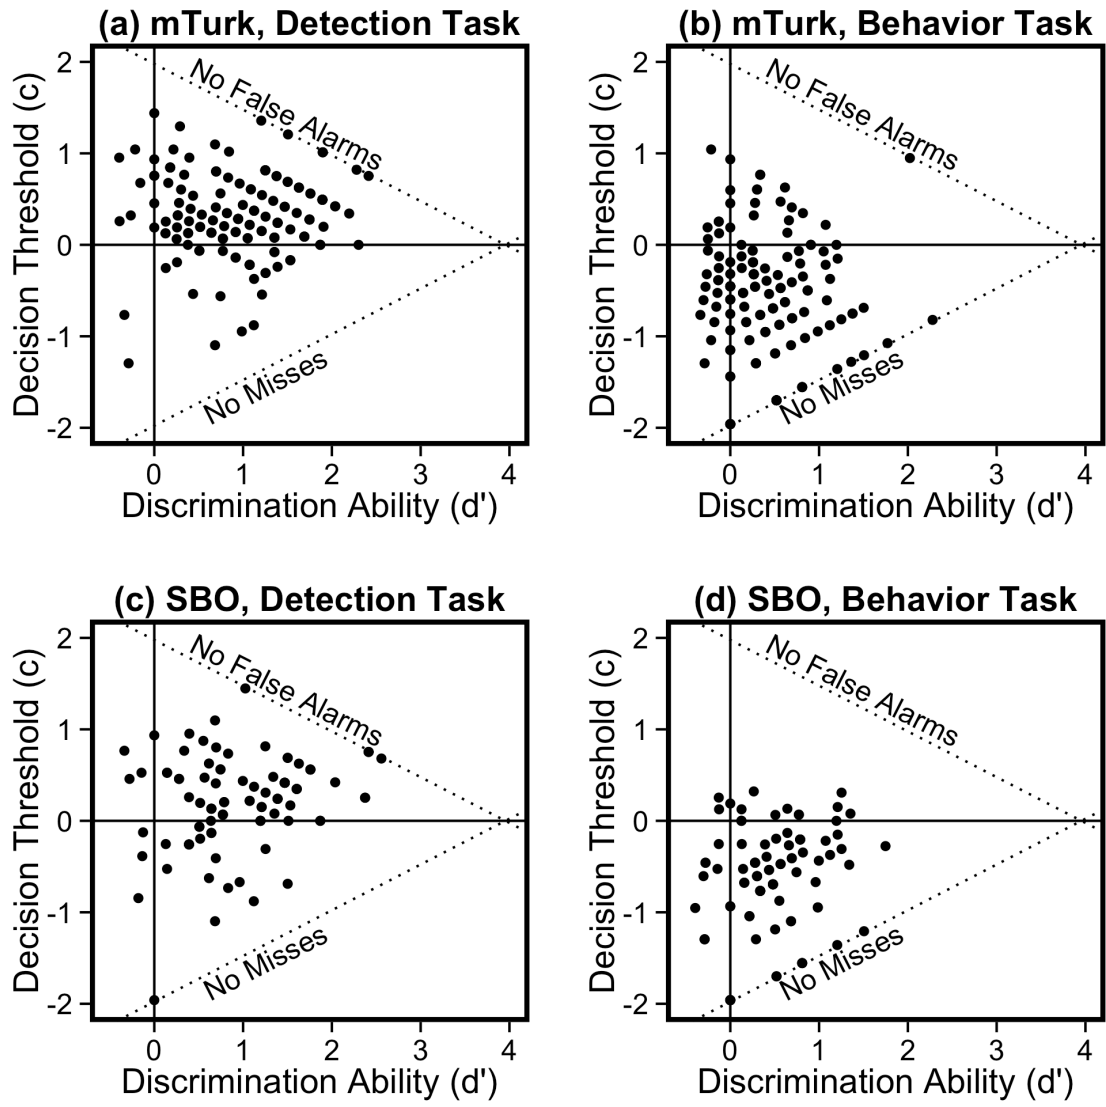 (a) mTurk, Detection Task
Decision Threshold (c)
2
1
0
-1
-2
No False Alarms
No Misses
0 1 2 3 4
Discrimination Ability (d')
(b) mTurk, Behavior Task
Decision Threshold (c)
2
1
0
-1
-2
No False Alarms
No Misses
0 1 2 3 4
Discrimination Ability (d')
(c) SBO, Detection Task
Decision Threshold (c)
2
1
0
-1
-2
No False Alarms
No Misses
0 1 2 3 4
Discrimination Ability (d')
(d) SBO, Behavior Task
Decision Threshold (c)
2
1
0
-1
-2
No False Alarms
No Misses
0 1 2 3 4
Discrimination Ability (d')